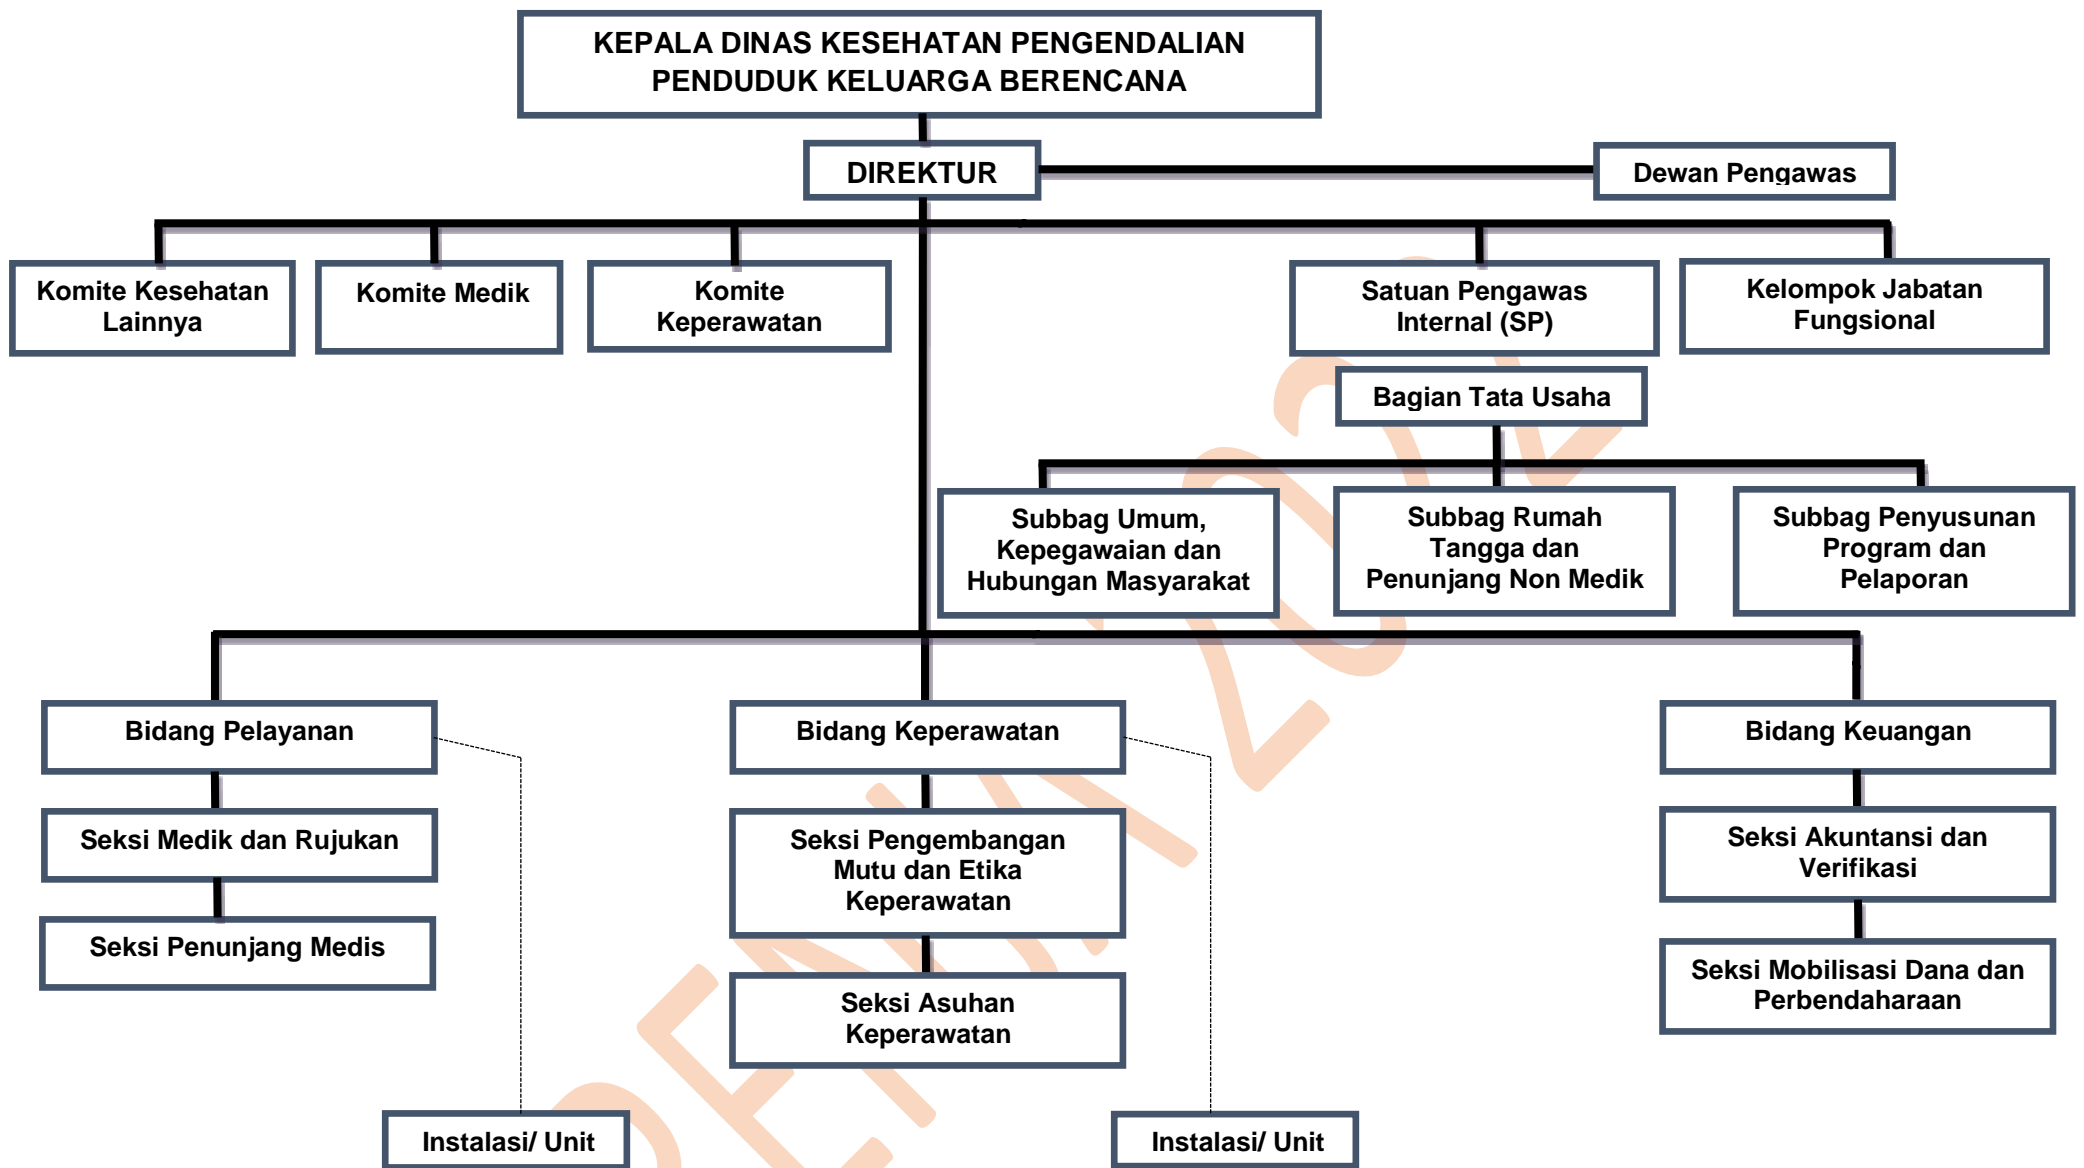 KEPALA DINAS KESEHATAN PENGENDALIAN
PENDUDUK KELUARGA BERENCANA
DIREKTUR
Dewan Pengawas
Komite Kesehatan
Lainnya
Komite Medik
Komite
Keperawatan
Satuan Pengawas
Internal (SP)
Kelompok Jabatan
Fungsional
Bagian Tata Usaha
Subbag Umum,
Kepegawaian dan
Hubungan Masyarakat
Subbag Rumah
Tangga dan
Penunjang Non Medik
Subbag Penyusunan
Program dan
Pelaporan
Bidang Pelayanan
Bidang Keperawatan
Bidang Keuangan
Seksi Medik dan Rujukan
Seksi Pengembangan
Mutu dan Etika
Keperawatan
Seksi Akuntansi dan
Verifikasi
Seksi Penunjang Medis
Seksi Asuhan
Keperawatan
Seksi Mobilisasi Dana dan
Perbendaharaan
Instalasi/ Unit
Instalasi/ Unit